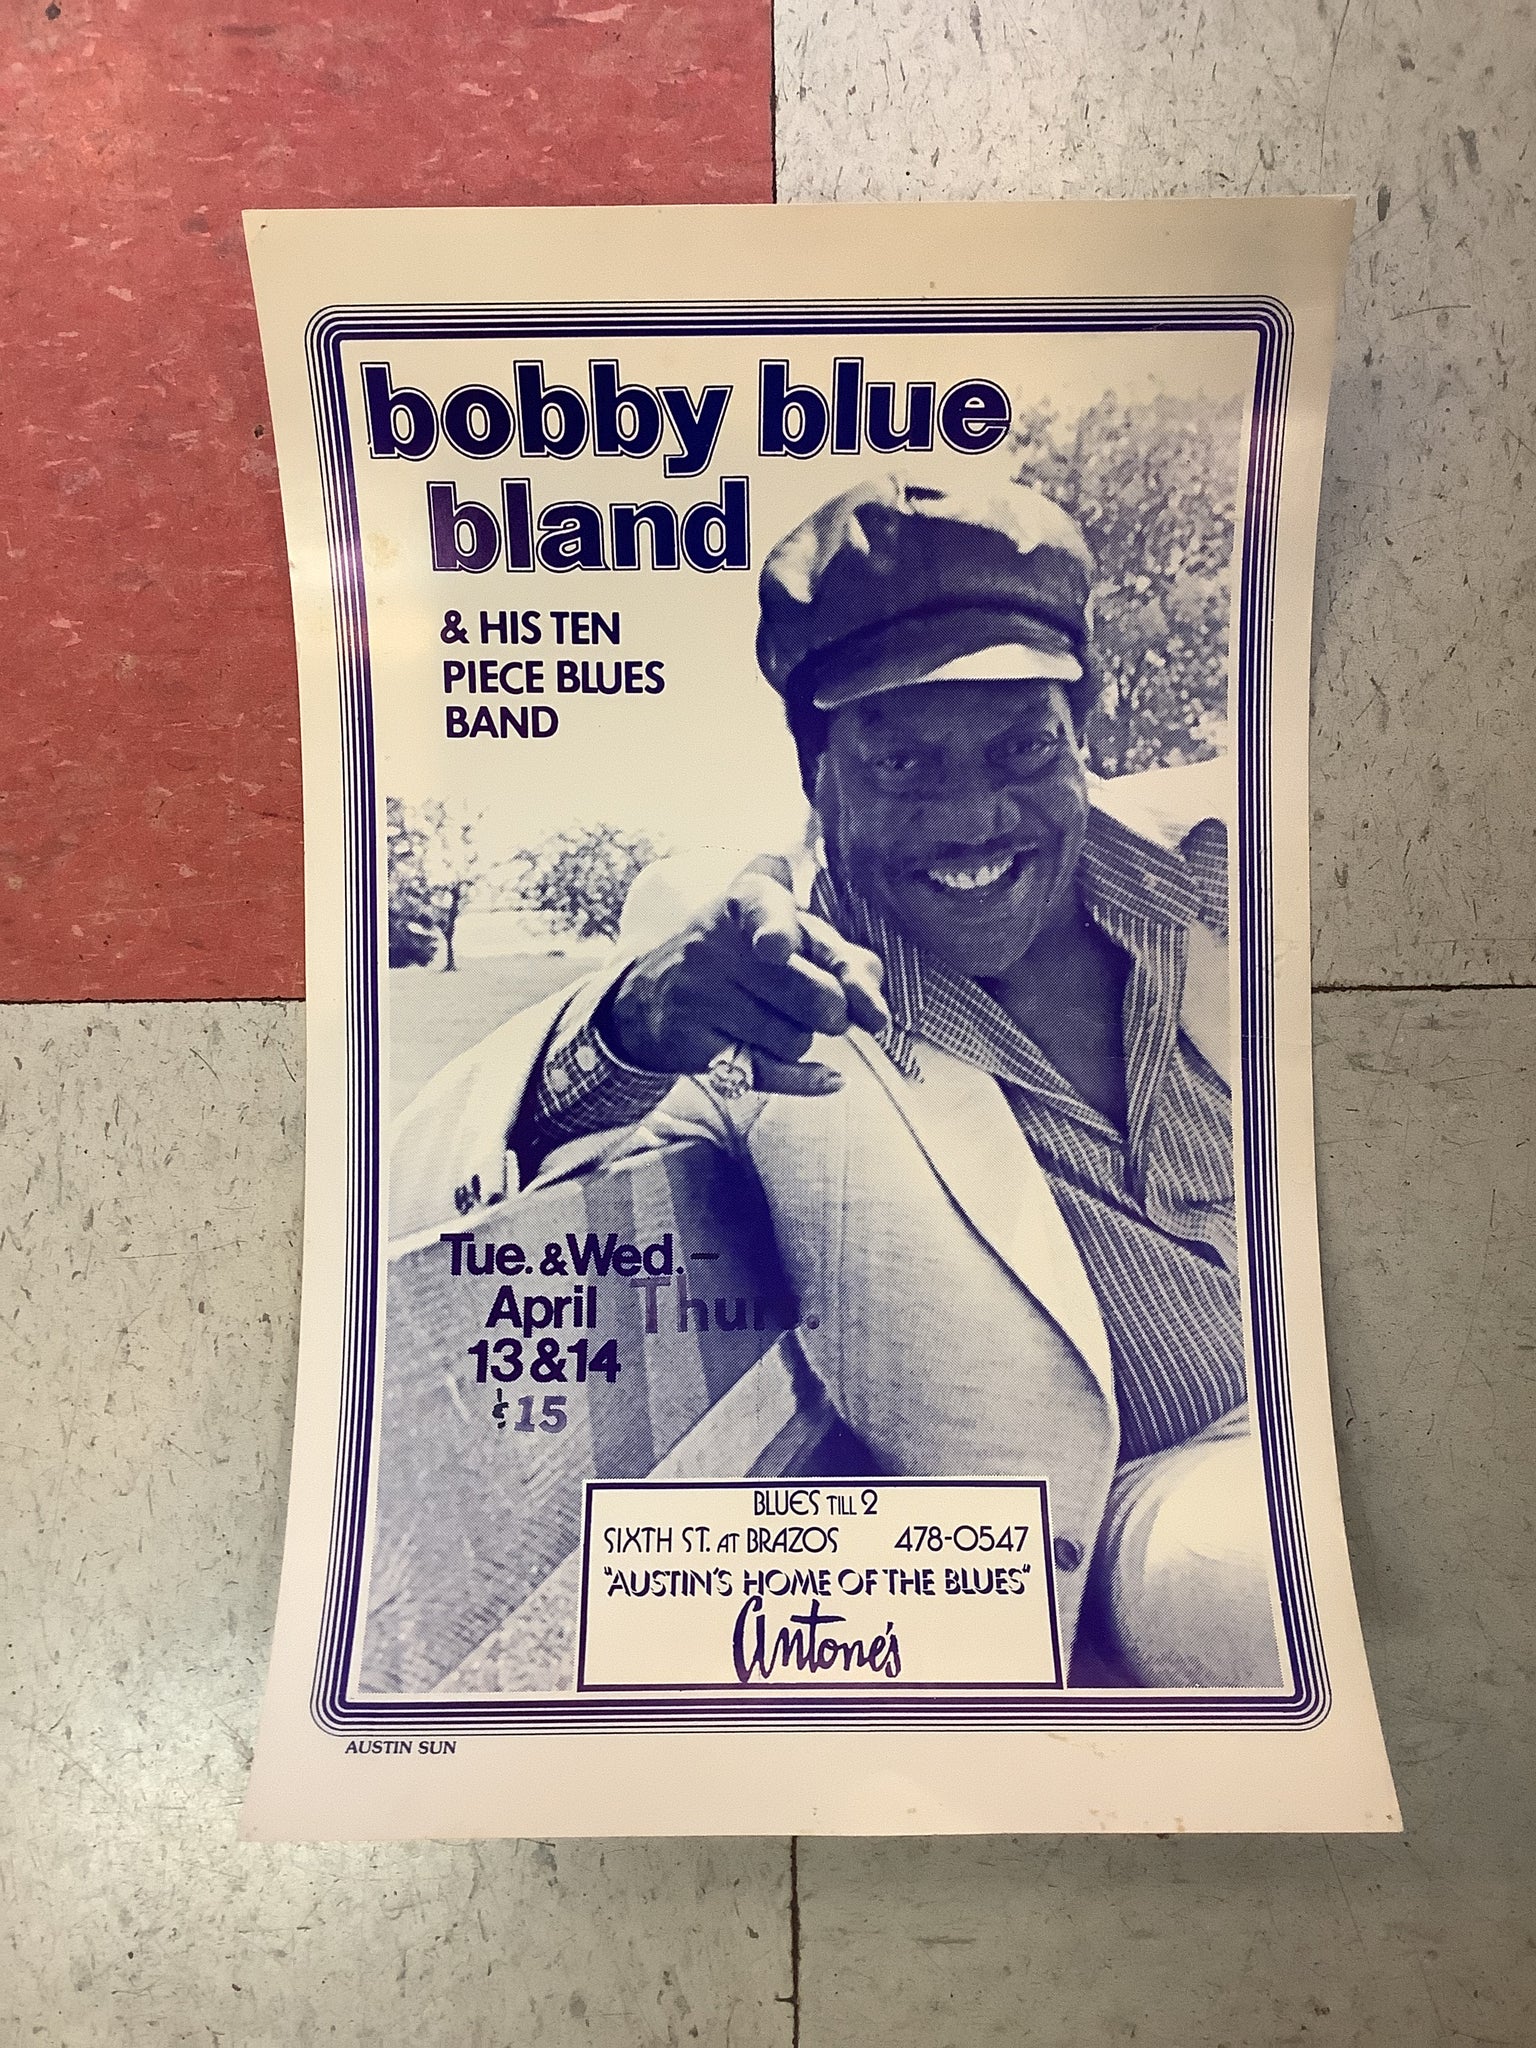 bobby blue
bland
& HIS TEN
PIECE BLUES
BAND
Tue. & Wed. –
April Thurs.
13 & 14
& 15
BLUES TILL 2
SIXTH ST. AT BRAZOS 478-0547
"AUSTIN'S HOME OF THE BLUES"
Antone's
AUSTIN SUN